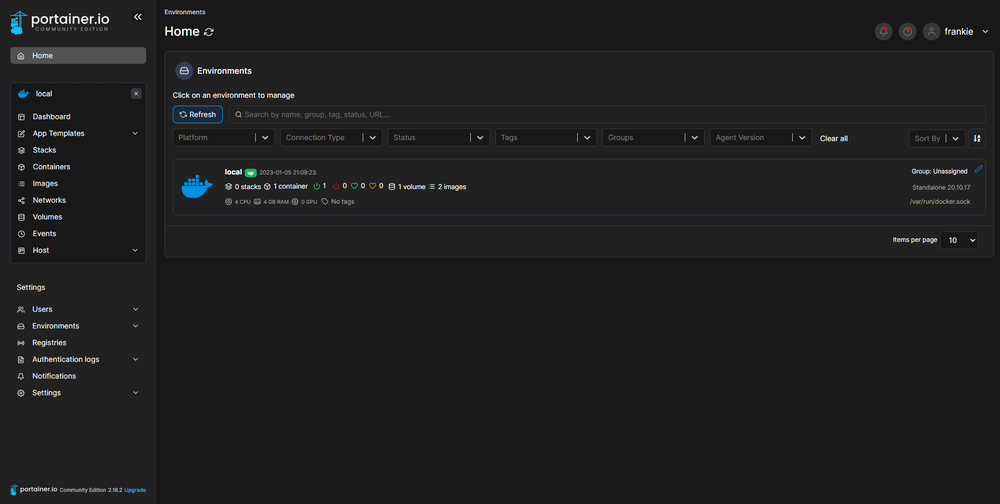 portainer.io
COMMUNITY EDITION
Home
local
Dashboard
App Templates
Stacks
Containers
Images
Networks
Volumes
Events
Host
Settings
Users
Environments
Registries
Authentication logs
Notifications
Settings
portainer.io Community Edition 2.16.2 Upgrade
Environments
Home
frankie
Environments
Click on an environment to manage
Refresh
Search by name, group, tag, status, URL...
Platform
Connection Type
Status
Tags
Groups
Agent Version
Clear all
Sort By
local up 2023-01-05 21:09:23
Group: Unassigned
0 stacks 1 container 1 0 0 0 1 volume 2 images
Standalone 20.10.17
4 CPU 4 GB RAM 0 GPU No tags
/var/run/docker.sock
Items per page 10